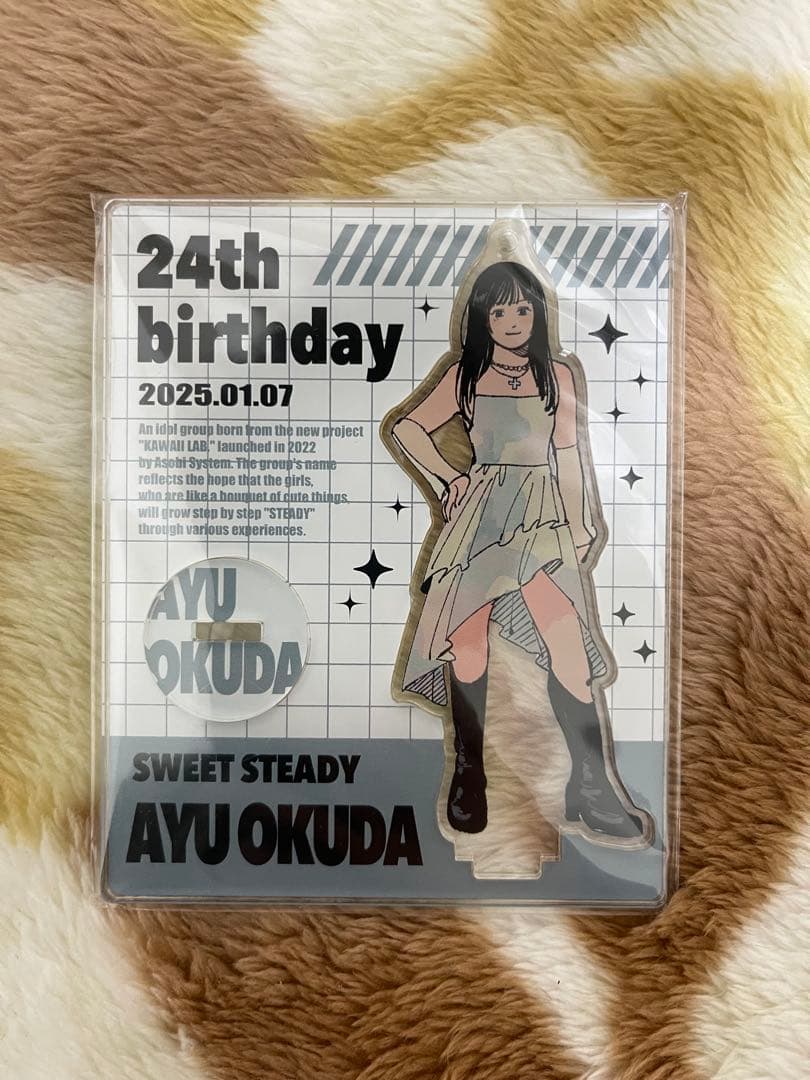 24th
birthday
2025.01.07
An idol group born from the new project
"KAWAII LAB." launched in 2022
by Asobi System. The group's name
reflects the hope that the girls,
who are like a bouquet of cute things,
will grow step by step "STEADY"
through various experiences.
AYU
OKUDA
SWEET STEADY
AYU OKUDA